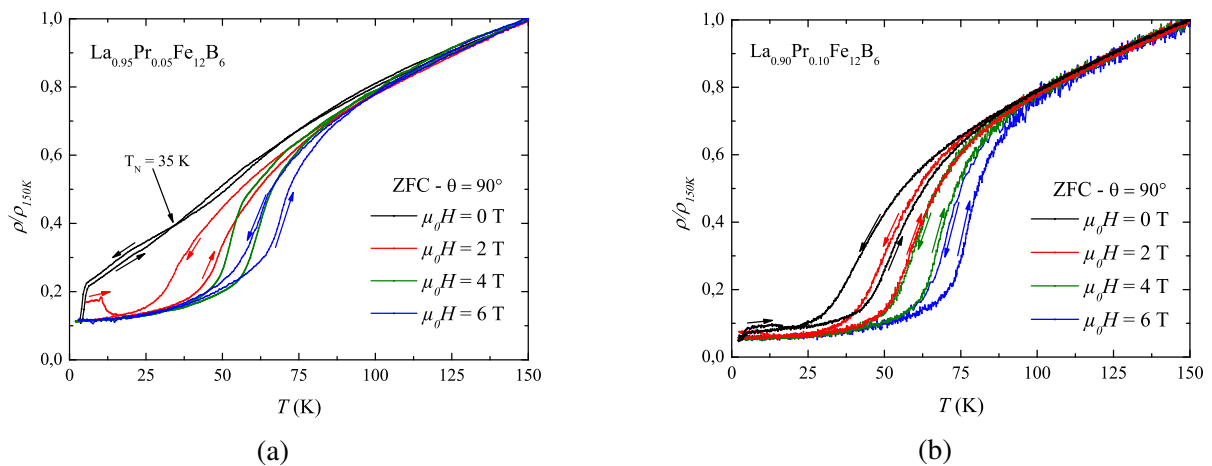 1,0
0,8
0,6
0,4
0,2
0,0
ρ/ρ150K
La0.95Pr0.05Fe12B6
TN = 35 K
ZFC - θ = 90°
μ0H = 0 T
μ0H = 2 T
μ0H = 4 T
μ0H = 6 T
0 25 50 75 100 125 150
T (K)
(a)
1,0
0,8
0,6
0,4
0,2
0,0
ρ/ρ150K
La0.90Pr0.10Fe12B6
ZFC - θ = 90°
μ0H = 0 T
μ0H = 2 T
μ0H = 4 T
μ0H = 6 T
0 25 50 75 100 125 150
T (K)
(b)